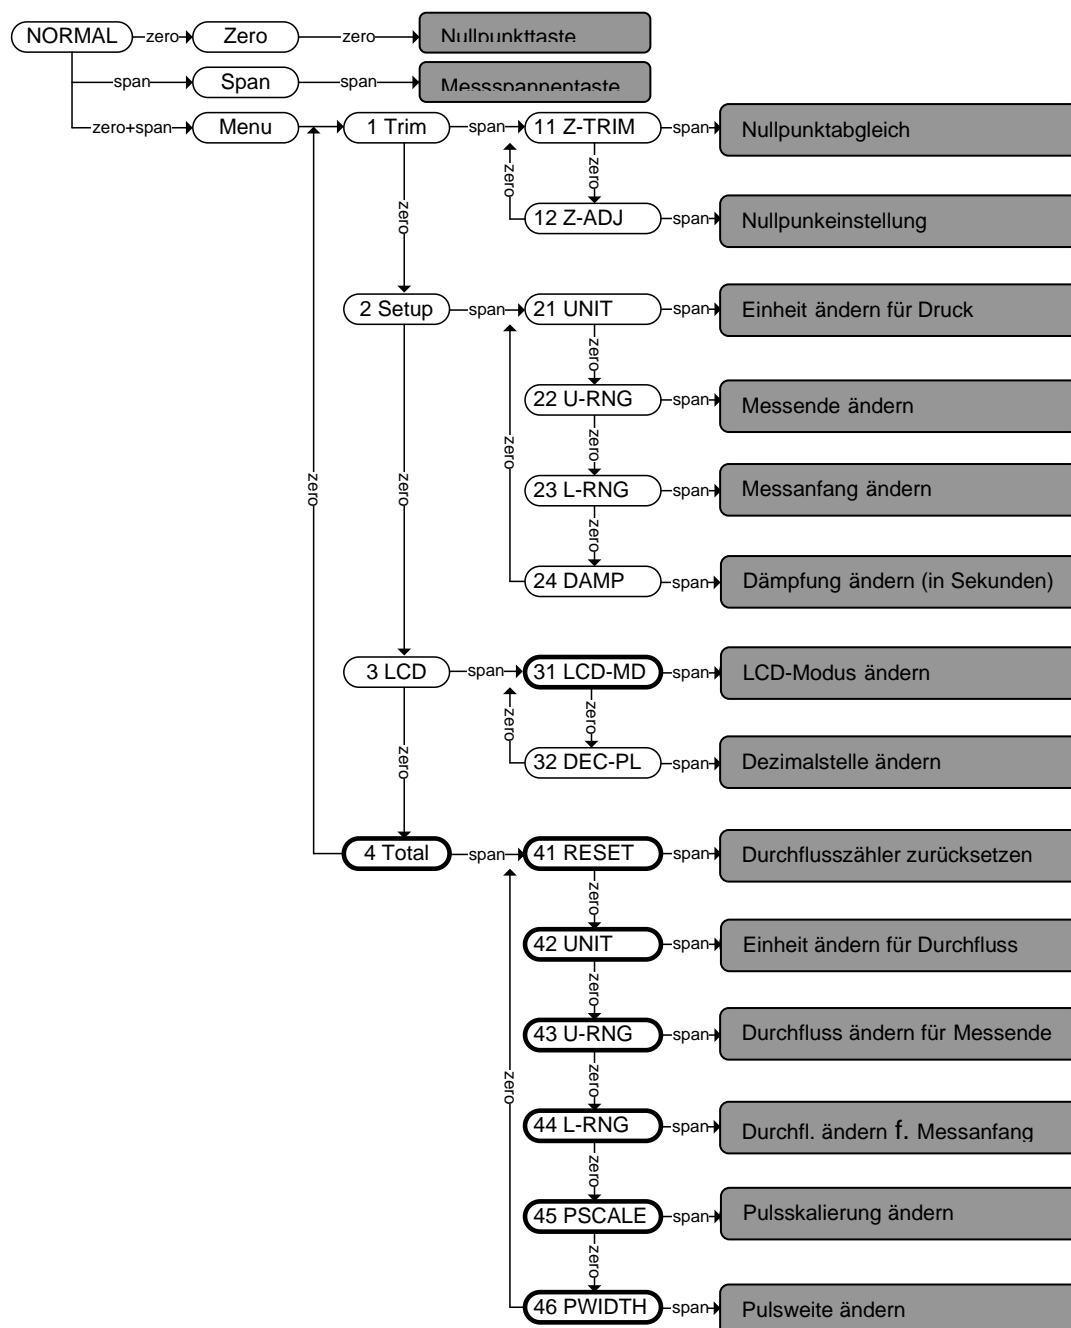 NORMAL zero Zero zero Nullpunkttaste
span Span span Messspannentaste
zero+span Menu 1 Trim span 11 Z-TRIM span Nullpunktabgleich
zero zero
zero
12 Z-ADJ span Nullpunkeinstellung
2 Setup span 21 UNIT span Einheit ändern für Druck
zero
22 U-RNG span Messende ändern
zero zero zero zero
23 L-RNG span Messanfang ändern
zero
24 DAMP span Dämpfung ändern (in Sekunden)
3 LCD span 31 LCD-MD span LCD-Modus ändern
zero zero
zero
32 DEC-PL span Dezimalstelle ändern
4 Total span 41 RESET span Durchflusszähler zurücksetzen
zero
42 UNIT span Einheit ändern für Durchfluss
zero
43 U-RNG span Durchfluss ändern für Messende
zero zero
44 L-RNG span Durchfl. ändern f. Messanfang
zero
45 PSCALE span Pulsskalierung ändern
zero
46 PWIDTH span Pulsweite ändern